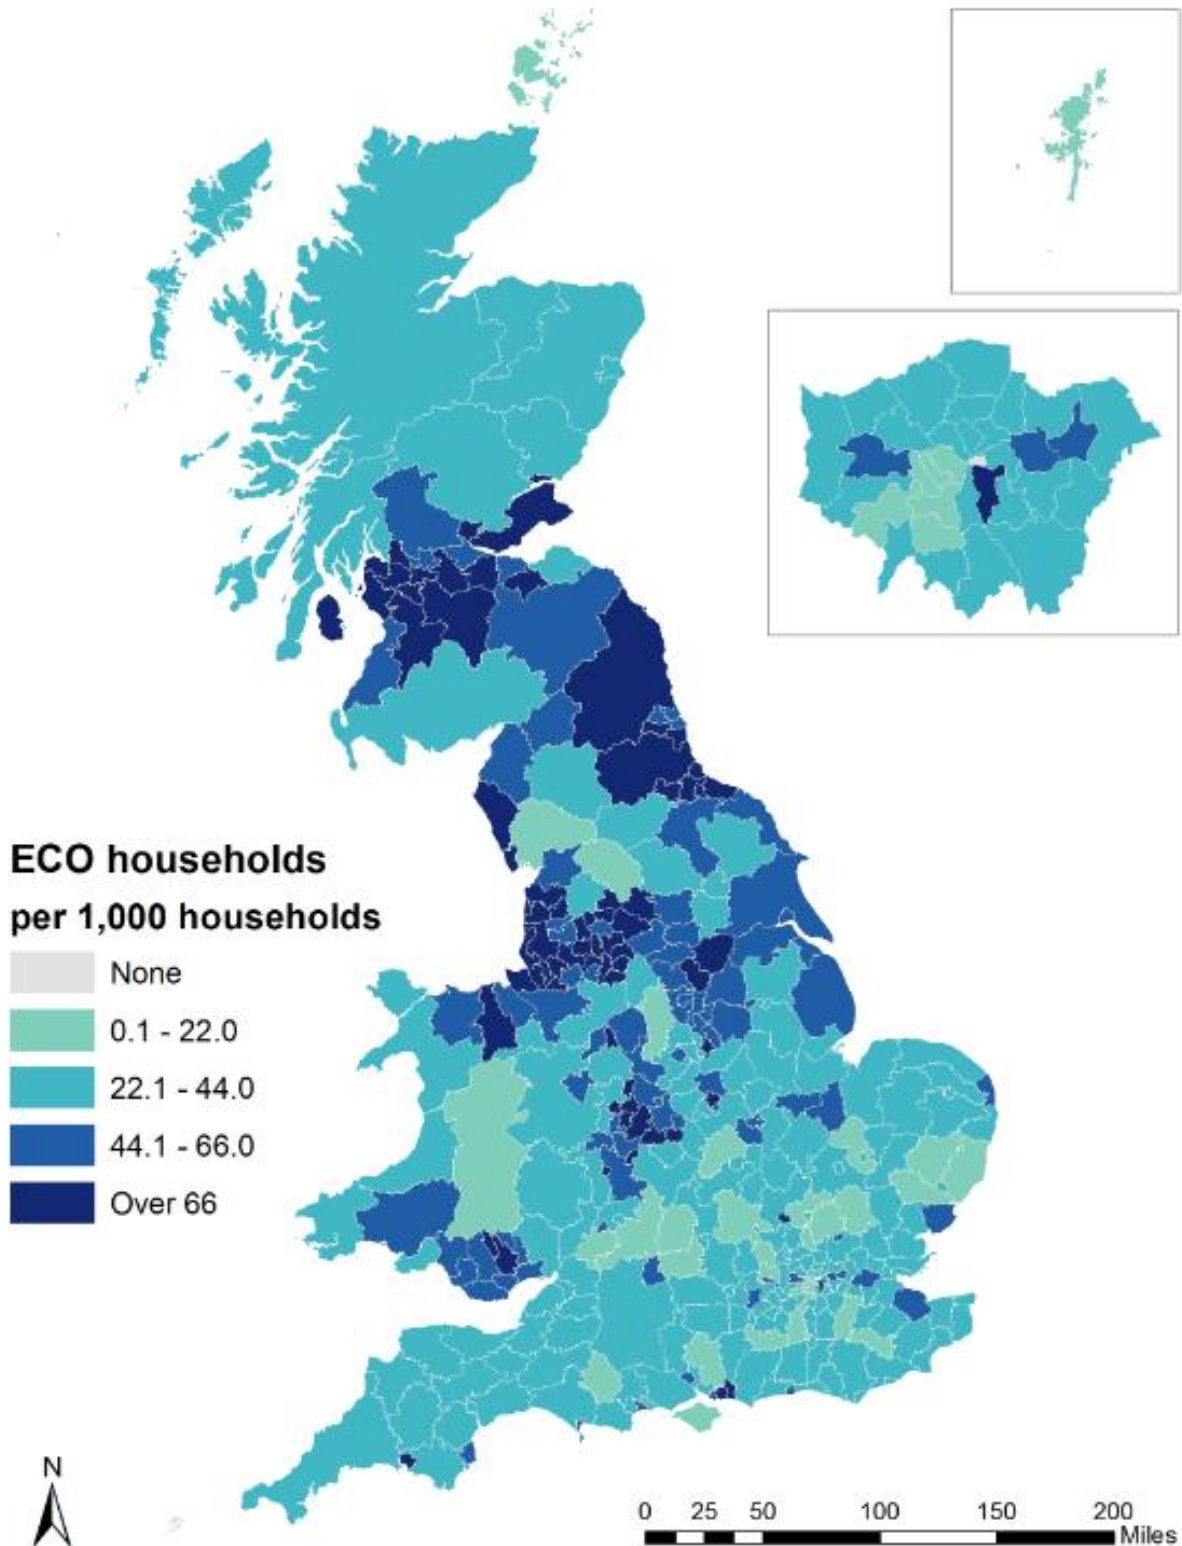 ECO households
per 1,000 households
None
0.1 - 22.0
22.1 - 44.0
44.1 - 66.0
Over 66
N
0 25 50 100 150 200
Miles